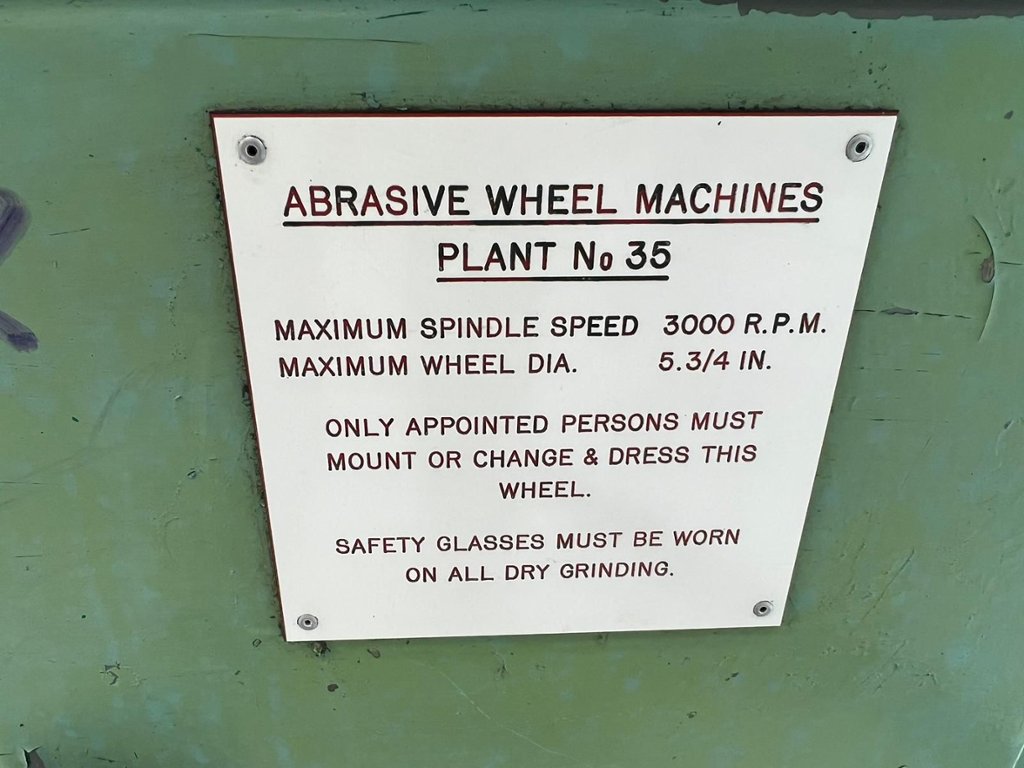 ABRASIVE WHEEL MACHINES
PLANT No 35
MAXIMUM SPINDLE SPEED 3000 R.P.M.
MAXIMUM WHEEL DIA. 5.3/4 IN.
ONLY APPOINTED PERSONS MUST
MOUNT OR CHANGE & DRESS THIS
WHEEL.
SAFETY GLASSES MUST BE WORN
ON ALL DRY GRINDING.